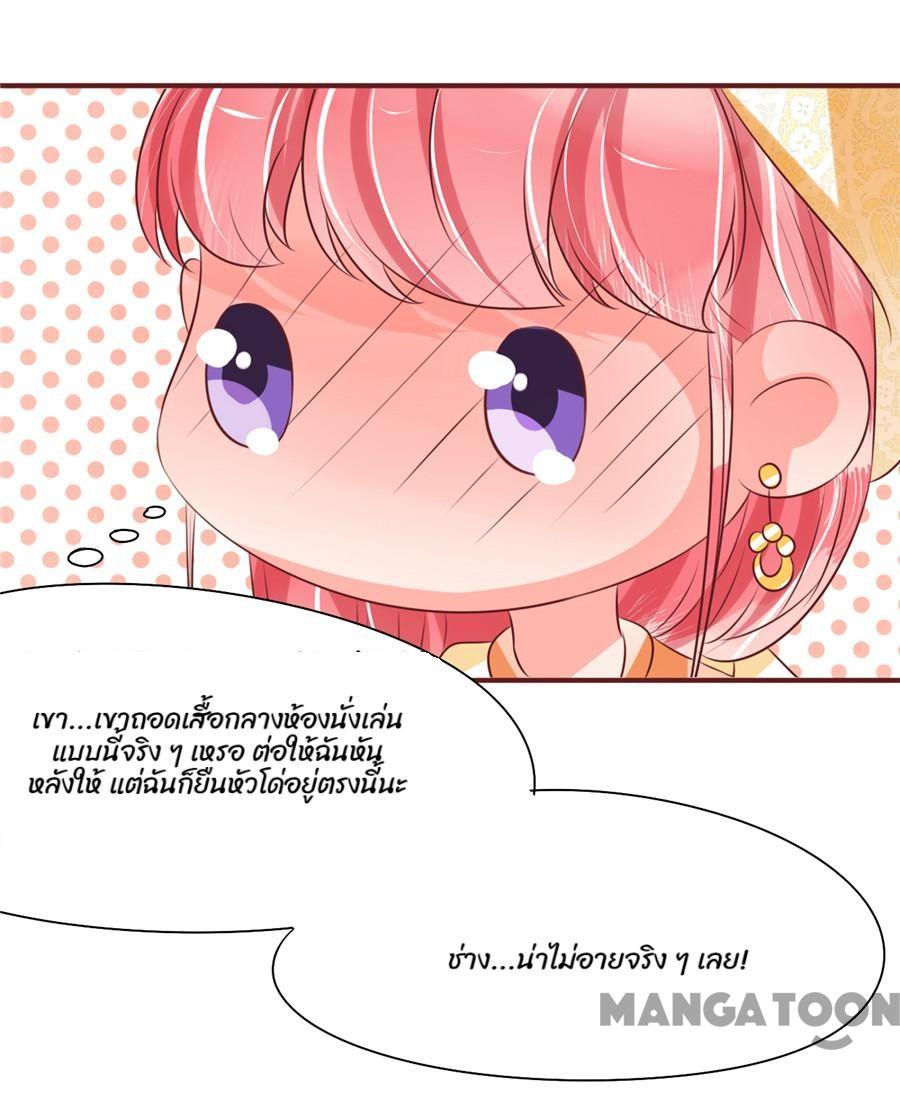 เขา...เขาถอดเสื้อกลางห้องนั่งเล่น
แบบนี้จริง ๆ เหรอ ต่อให้ฉันหัน
หลังให้ แต่ฉันก็ยืนหัวโด่อยู่ตรงนี้นะ
ช่าง...น่าไม่อายจริง ๆ เลย!
MANGATOON